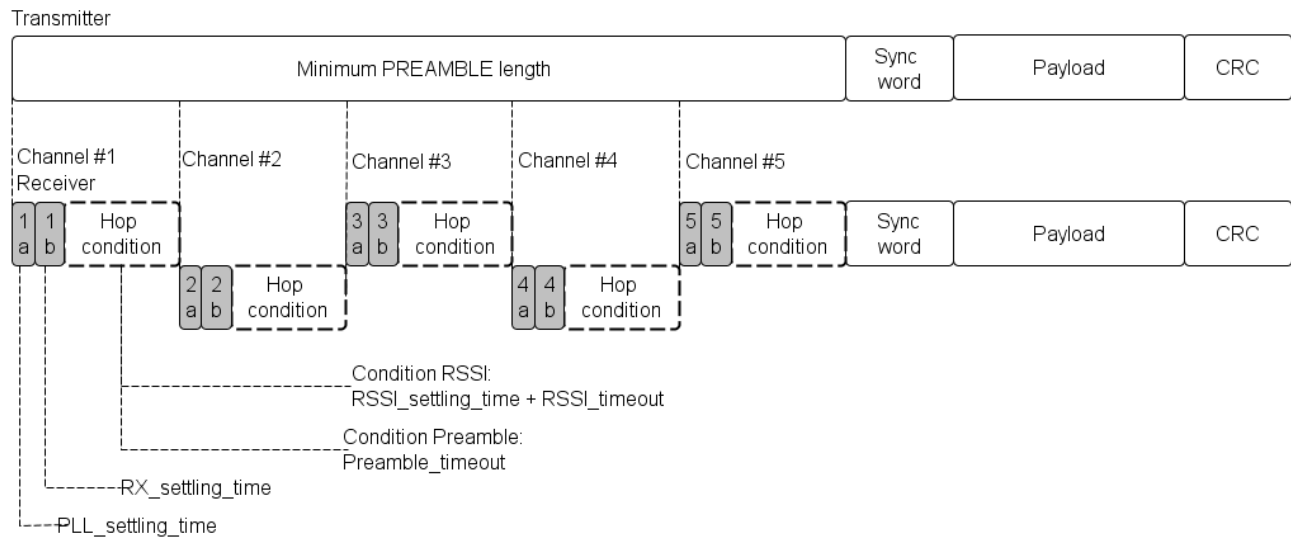 Transmitter
Minimum PREAMBLE length
Sync word
Payload
CRC
Channel #1
Receiver
Channel #2
Channel #3
Channel #4
Channel #5
1 a
1 b
Hop condition
3 a
3 b
Hop condition
5 a
5 b
Hop condition
Sync word
Payload
CRC
2 a
2 b
Hop condition
4 a
4 b
Hop condition
Condition RSSI:
RSSI_settling_time + RSSI_timeout
Condition Preamble:
Preamble_timeout
RX_settling_time
PLL_settling_time